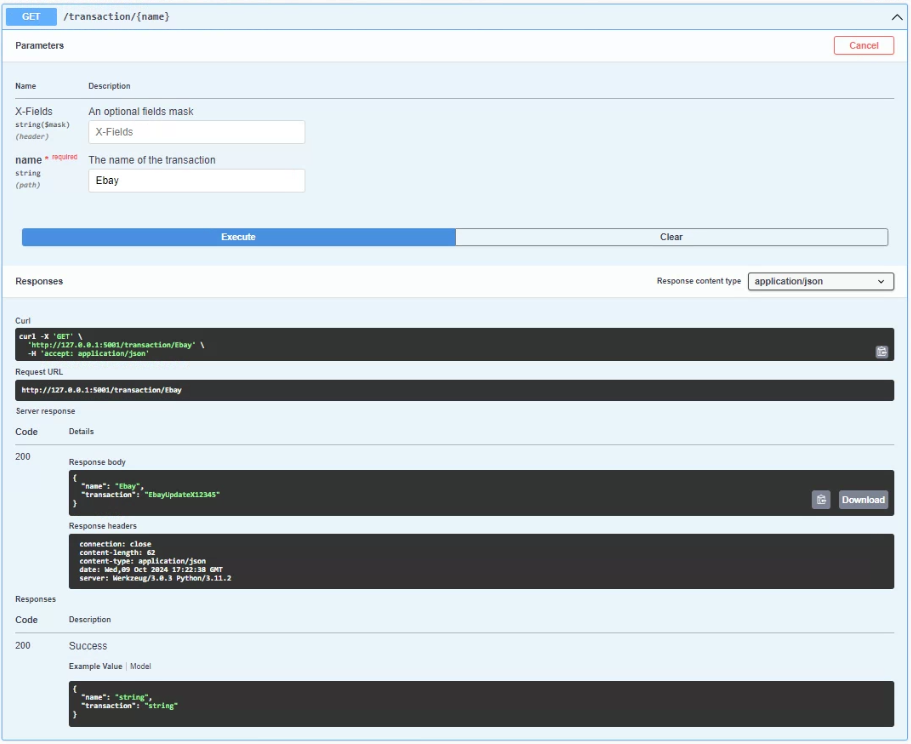 GET /transaction/{name}
Parameters
Cancel
Name Description
X-Fields An optional fields mask
string($mask)
(header)
X-Fields
name * required The name of the transaction
string
(path)
Ebay
Execute Clear
Responses Response content type application/json
Curl
curl -X 'GET' \
'http://127.0.0.1:5001/transaction/Ebay' \
-H 'accept: application/json'
Request URL
http://127.0.0.1:5001/transaction/Ebay
Server response
Code Details
200
Response body
{
"name": "Ebay",
"transaction": "EbayUpdateX12345"
}
Download
Response headers
connection: close
content-length: 62
content-type: application/json
date: Wed,09 Oct 2024 17:22:38 GMT
server: Werkzeug/3.0.3 Python/3.11.2
Responses
Code Description
200 Success
Example Value | Model
{
"name": "string",
"transaction": "string"
}